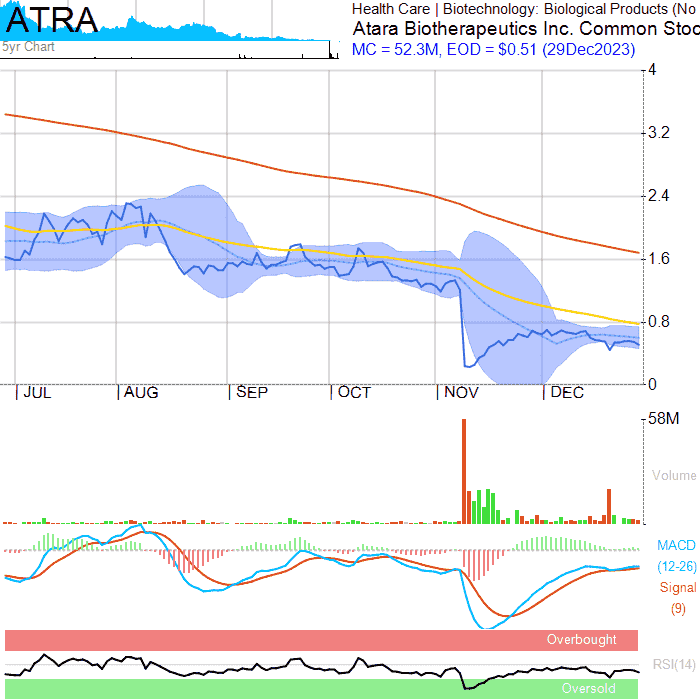 ATRA
5yr Chart
Health Care | Biotechnology: Biological Products (No
Atara Biotherapeutics Inc. Common Stoc
MC = 52.3M, EOD = $0.51 (29Dec2023)
4
3.2
2.4
1.6
0.8
0
|JUL |AUG |SEP |OCT |NOV |DEC
58M
Volume
MACD
(12-26)
Signal
(9)
Overbought
RSI(14)
Oversold